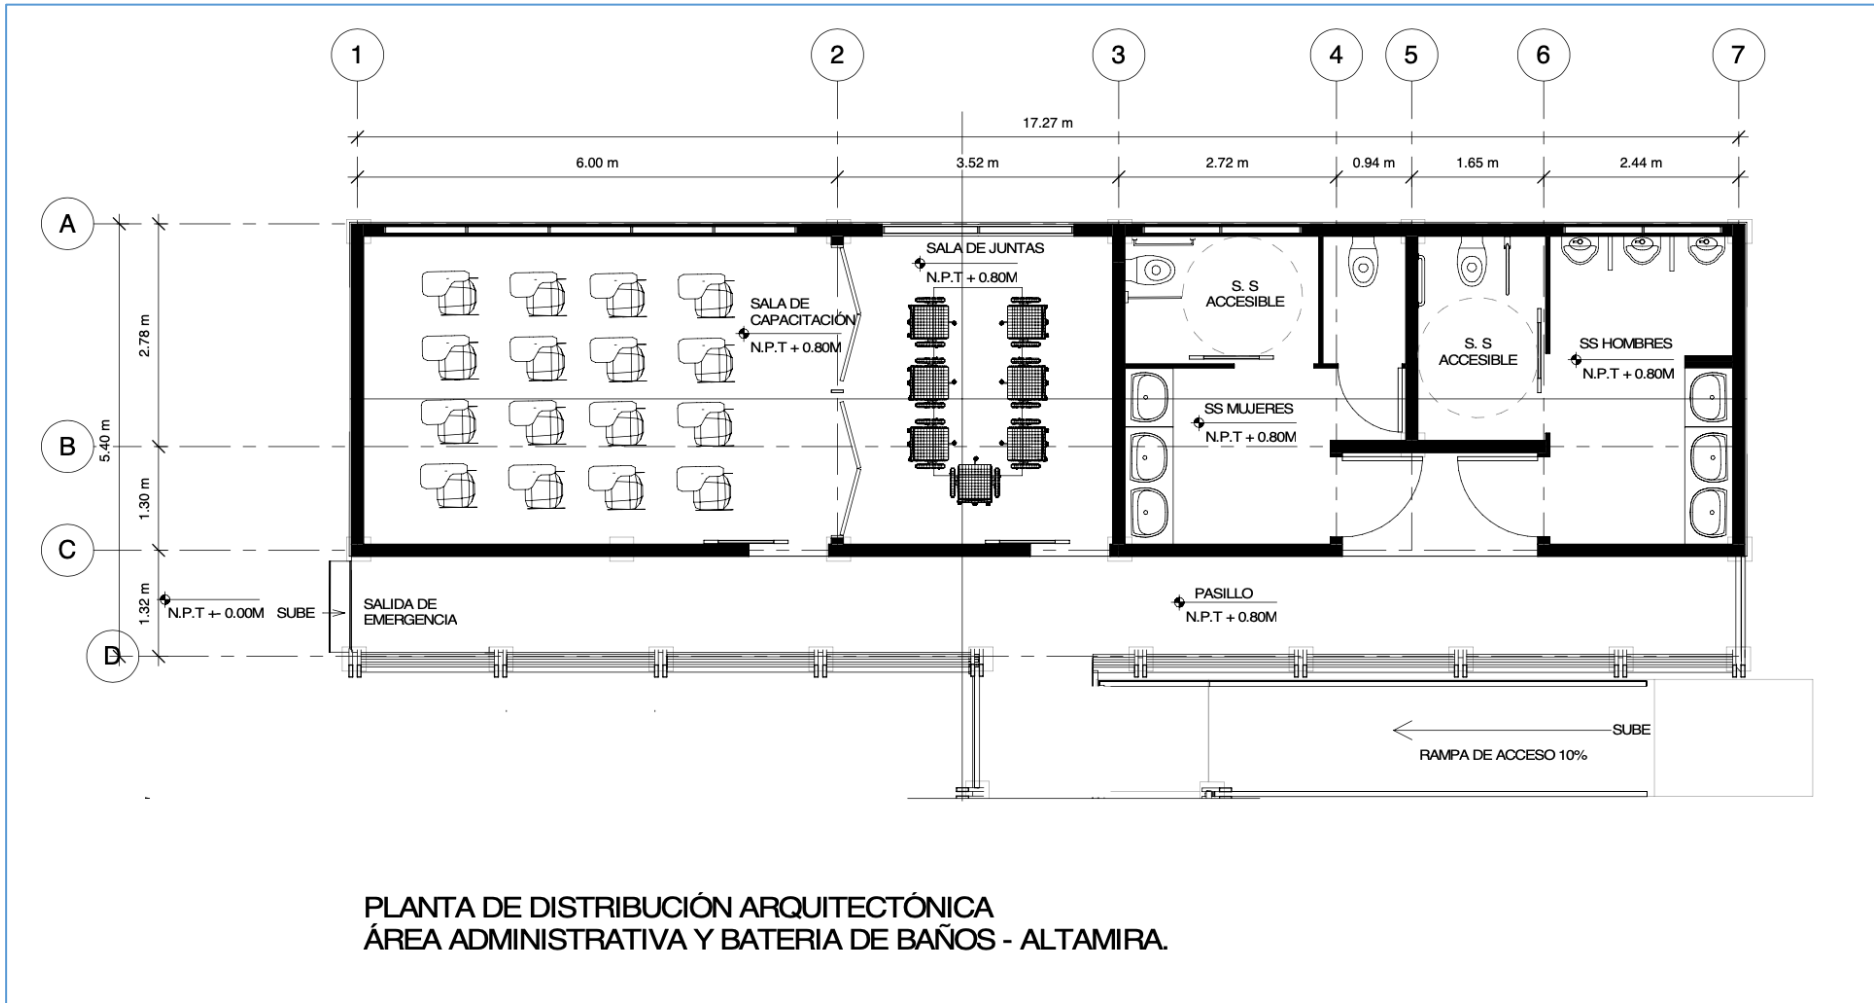 1
2
3
4
5
6
7
17.27 m
6.00 m
3.52 m
2.72 m
0.94 m
1.65 m
2.44 m
A
B
C
D
2.78 m
5.40 m
1.30 m
1.32 m
SALA DE JUNTAS
N.P.T + 0.80M
SALA DE
CAPACITACIÓN
N.P.T + 0.80M
S. S
ACCESIBLE
S. S
ACCESIBLE
SS HOMBRES
N.P.T + 0.80M
SS MUJERES
N.P.T + 0.80M
N.P.T +- 0.00M
SUBE
SALIDA DE
EMERGENCIA
PASILLO
N.P.T + 0.80M
SUBE
RAMPA DE ACCESO 10%
PLANTA DE DISTRIBUCIÓN ARQUITECTÓNICA
ÁREA ADMINISTRATIVA Y BATERIA DE BAÑOS - ALTAMIRA.